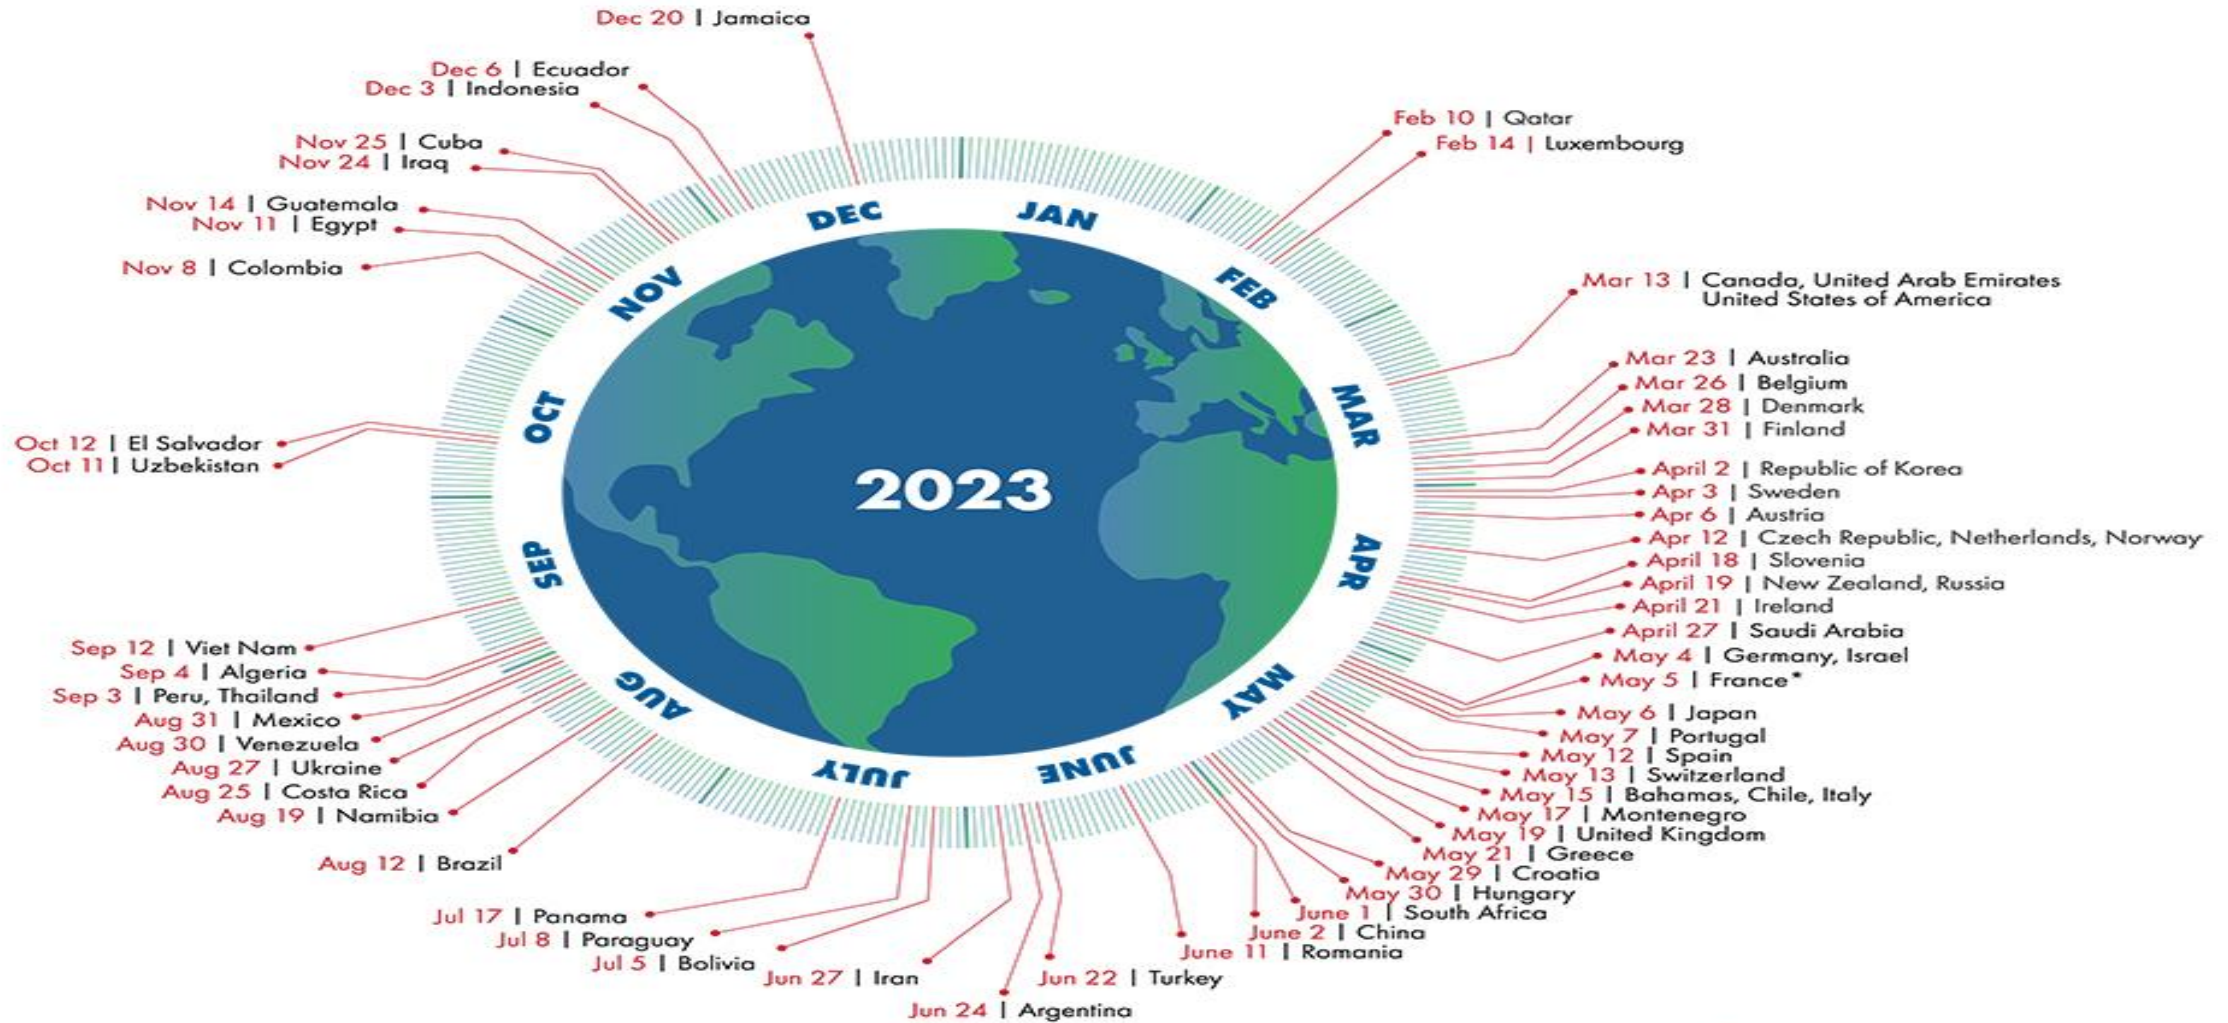 Dec 20 | Jamaica
Dec 6 | Ecuador
Dec 3 | Indonesia
Nov 25 | Cuba
Nov 24 | Iraq
Nov 14 | Guatemala
Nov 11 | Egypt
Nov 8 | Colombia
Oct 12 | El Salvador
Oct 11 | Uzbekistan
Sep 12 | Viet Nam
Sep 4 | Algeria
Sep 3 | Peru, Thailand
Aug 31 | Mexico
Aug 30 | Venezuela
Aug 27 | Ukraine
Aug 25 | Costa Rica
Aug 19 | Namibia
Aug 12 | Brazil
Jul 17 | Panama
Jul 8 | Paraguay
Jul 5 | Bolivia
Jun 27 | Iran
Jun 24 | Argentina
Jun 22 | Turkey
Feb 10 | Qatar
Feb 14 | Luxembourg
Mar 13 | Canada, United Arab Emirates
United States of America
Mar 23 | Australia
Mar 26 | Belgium
Mar 28 | Denmark
Mar 31 | Finland
April 2 | Republic of Korea
Apr 3 | Sweden
Apr 6 | Austria
Apr 12 | Czech Republic, Netherlands, Norway
April 18 | Slovenia
April 19 | New Zealand, Russia
April 21 | Ireland
April 27 | Saudi Arabia
May 4 | Germany, Israel
May 5 | France*
May 6 | Japan
May 7 | Portugal
May 12 | Spain
May 13 | Switzerland
May 15 | Bahamas, Chile, Italy
May 17 | Montenegro
May 19 | United Kingdom
May 21 | Greece
May 29 | Croatia
May 30 | Hungary
June 1 | South Africa
June 2 | China
June 11 | Romania
JAN
FEB
MAR
APR
MAY
JUNE
JULY
AUG
SEP
OCT
NOV
DEC
2023